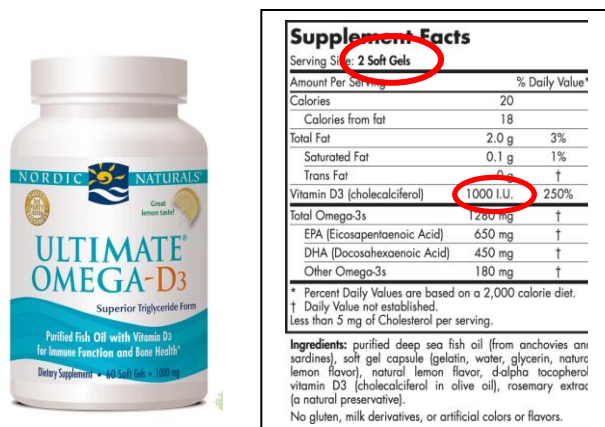 NORDIC NATURALS®
Great
lemon taste!
ULTIMATE®
OMEGA-D3
Superior Triglyceride Form
Purified Fish Oil with Vitamin D3
for Immune Function and Bone Health*
Dietary Supplement • 60 Soft Gels • 1000 mg
Supplement Facts
Serving Size: 2 Soft Gels
Amount Per Serving % Daily Value*
Calories 20
Calories from fat 18
Total Fat 2.0 g 3%
Saturated Fat 0.1 g 1%
Trans Fat 0 g †
Vitamin D3 (cholecalciferol) 1000 I.U. 250%
Total Omega-3s 1280 mg †
EPA (Eicosapentaenoic Acid) 650 mg †
DHA (Docosahexaenoic Acid) 450 mg †
Other Omega-3s 180 mg †
* Percent Daily Values are based on a 2,000 calorie diet.
† Daily Value not established.
Less than 5 mg of Cholesterol per serving.
Ingredients: purified deep sea fish oil (from anchovies and
sardines), soft gel capsule (gelatin, water, glycerin, natura
lemon flavor), natural lemon flavor, d-alpha tocopherol
vitamin D3 (cholecalciferol in olive oil), rosemary extrac
(a natural preservative).
No gluten, milk derivatives, or artificial colors or flavors.